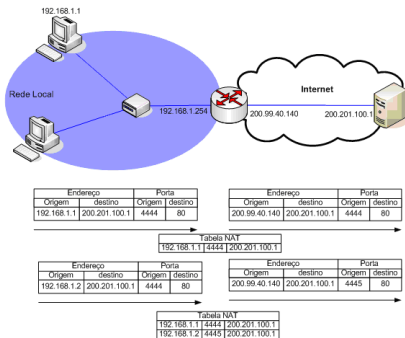 192.168.1.1
Internet
Rede Local
192.168.1.254
200.99.40.140
200.201.100.1
Endereço Porta
Origem destino Origem destino
192.168.1.1 200.201.100.1 4444 80
Endereço Porta
Origem destino Origem destino
200.99.40.140 200.201.100.1 4444 80
Tabela NAT
192.168.1.1 4444 200.201.100.1
Endereço Porta
Origem destino Origem destino
192.168.1.2 200.201.100.1 4444 80
Endereço Porta
Origem destino Origem destino
200.99.40.140 200.201.100.1 4445 80
Tabela NAT
192.168.1.1 4444 200.201.100.1
192.168.1.2 4445 200.201.100.1